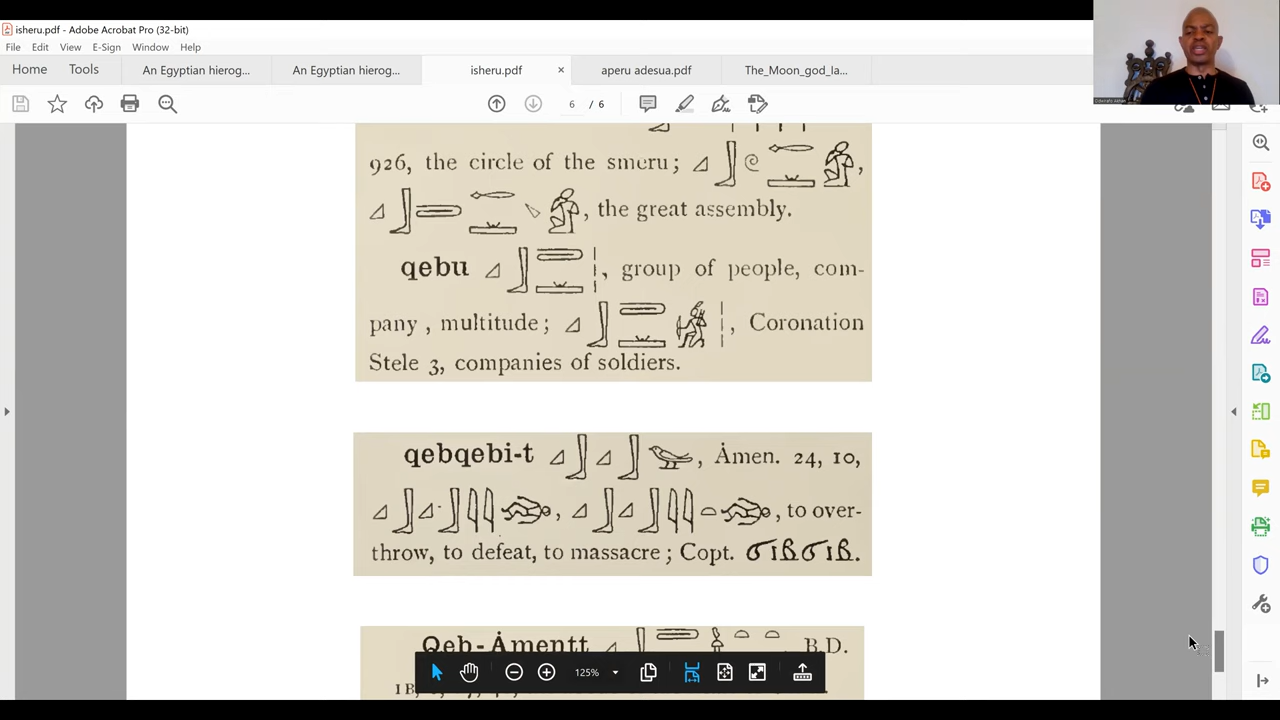 isheru.pdf - Adobe Acrobat Pro (32-bit)
File Edit View E-Sign Window Help
Home Tools An Egyptian hierog... An Egyptian hierog... isheru.pdf × aperu adesua.pdf The_Moon_god_la...
6 / 6
926, the circle of the smeru;
, the great assembly.
qebu , group of people, com-
pany, multitude; , Coronation
Stele 3, companies of soldiers.
qebqebi-t , Ȧmen. 24, 10,
, to over-
throw, to defeat, to massacre; Copt. ϭⲓⲃϭⲓⲃ.
Qeb-Ȧmentt B.D.
125%